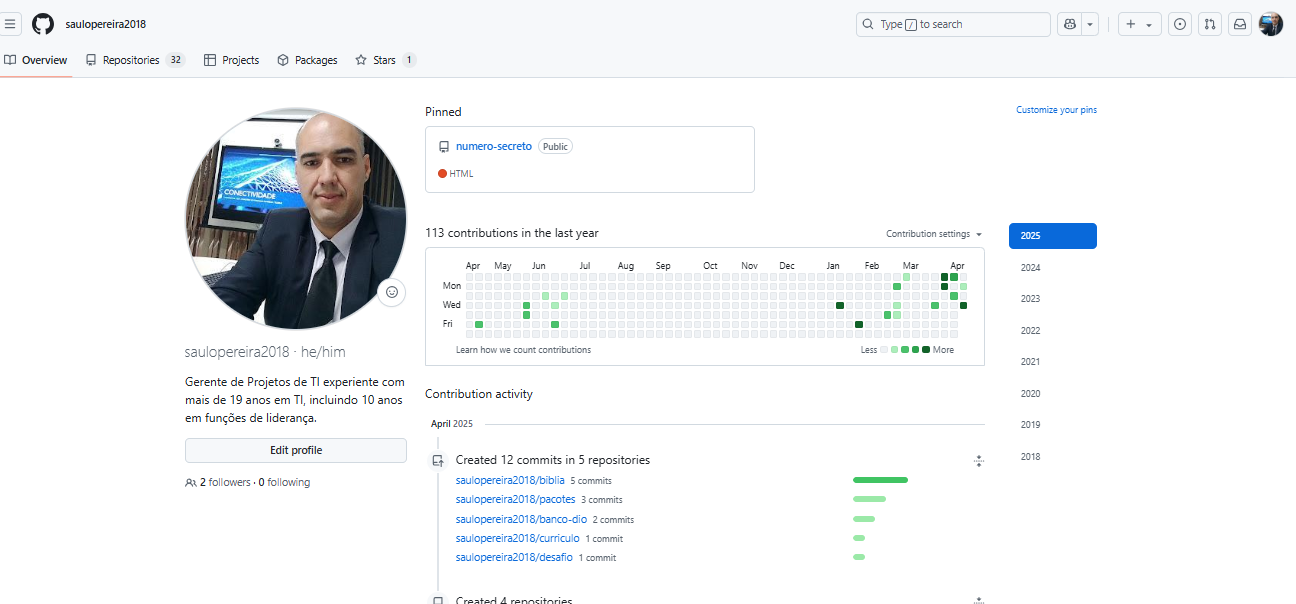 saulopereira2018
Type / to search
Overview
Repositories 32
Projects
Packages
Stars 1
CONECTIVIDADE
saulopereira2018 · he/him
Gerente de Projetos de TI experiente com
mais de 19 anos em TI, incluindo 10 anos
em funções de liderança.
Edit profile
2 followers · 0 following
Pinned
Customize your pins
numero-secreto Public
HTML
113 contributions in the last year
Contribution settings
Apr May Jun Jul Aug Sep Oct Nov Dec Jan Feb Mar Apr
Mon
Wed
Fri
Learn how we count contributions
Less More
2025
2024
2023
2022
2021
2020
2019
2018
Contribution activity
April 2025
Created 12 commits in 5 repositories
saulopereira2018/biblia 5 commits
saulopereira2018/pacotes 3 commits
saulopereira2018/banco-dio 2 commits
saulopereira2018/curriculo 1 commit
saulopereira2018/desafio 1 commit
Created 4 repositories